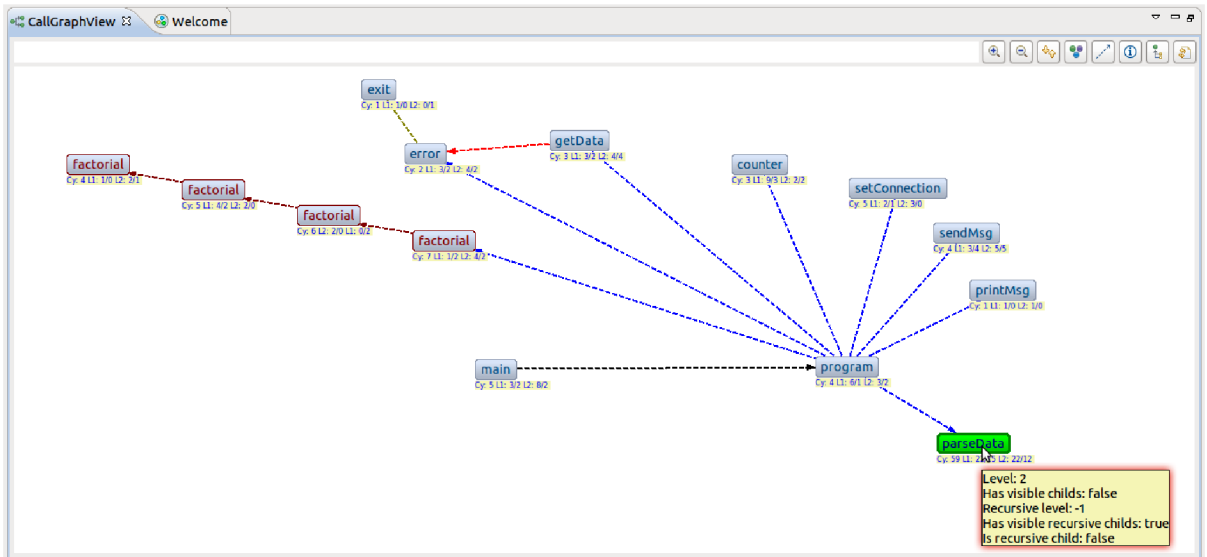 CallGraphView
Welcome
exit
Cy: 1 L1: 1/0 L2: 0/1
getData
Cy: 3 L1: 3/2 L2: 4/4
error
Cy: 2 L1: 3/2 L2: 4/2
factorial
Cy: 4 L1: 1/0 L2: 2/1
counter
Cy: 3 L1: 9/3 L2: 2/2
factorial
Cy: 5 L1: 4/2 L2: 2/0
setConnection
Cy: 5 L1: 2/1 L2: 3/0
factorial
Cy: 6 L2: 2/0 L1: 0/2
sendMsg
Cy: 4 L1: 3/4 L2: 5/5
factorial
Cy: 7 L1: 1/2 L2: 4/2
printMsg
Cy: 1 L1: 1/0 L2: 1/0
main
Cy: 5 L1: 3/2 L2: 8/2
program
Cy: 4 L1: 6/1 L2: 3/2
parseData
Cy: 59 L1: L2: 22/12
Level: 2
Has visible childs: false
Recursive level: -1
Has visible recursive childs: true
Is recursive child: false